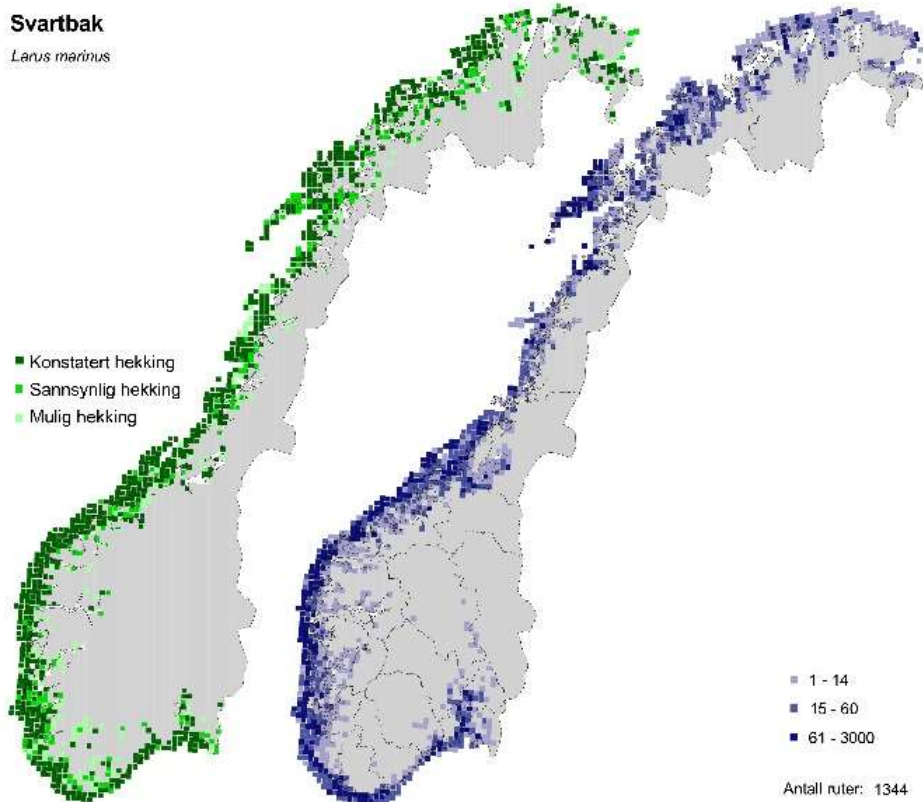 Svartbak
Larus marinus
Konstatert hekking
Sannsynlig hekking
Mulig hekking
1 - 14
15 - 60
61 - 3000
Antall ruter: 1344